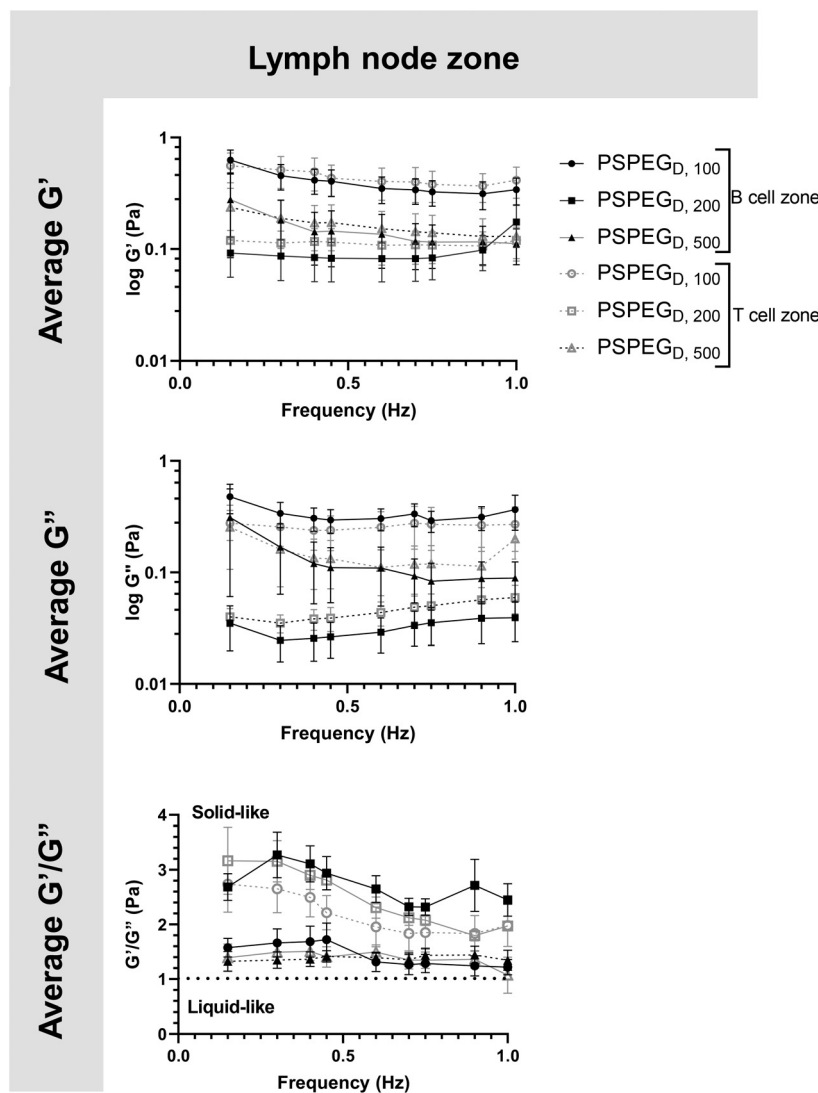 Lymph node zone
Average G’
log G’ (Pa)
1
0.1
0.01
0.0
0.5
1.0
Frequency (Hz)
PSPEGD, 100
PSPEGD, 200
PSPEGD, 500
B cell zone
PSPEGD, 100
PSPEGD, 200
PSPEGD, 500
T cell zone
Average G”
log G" (Pa)
1
0.1
0.01
0.0
0.5
1.0
Frequency (Hz)
Average G’/G”
G’/G” (Pa)
4
3
2
1
0
Solid-like
Liquid-like
0.0
0.5
1.0
Frequency (Hz)